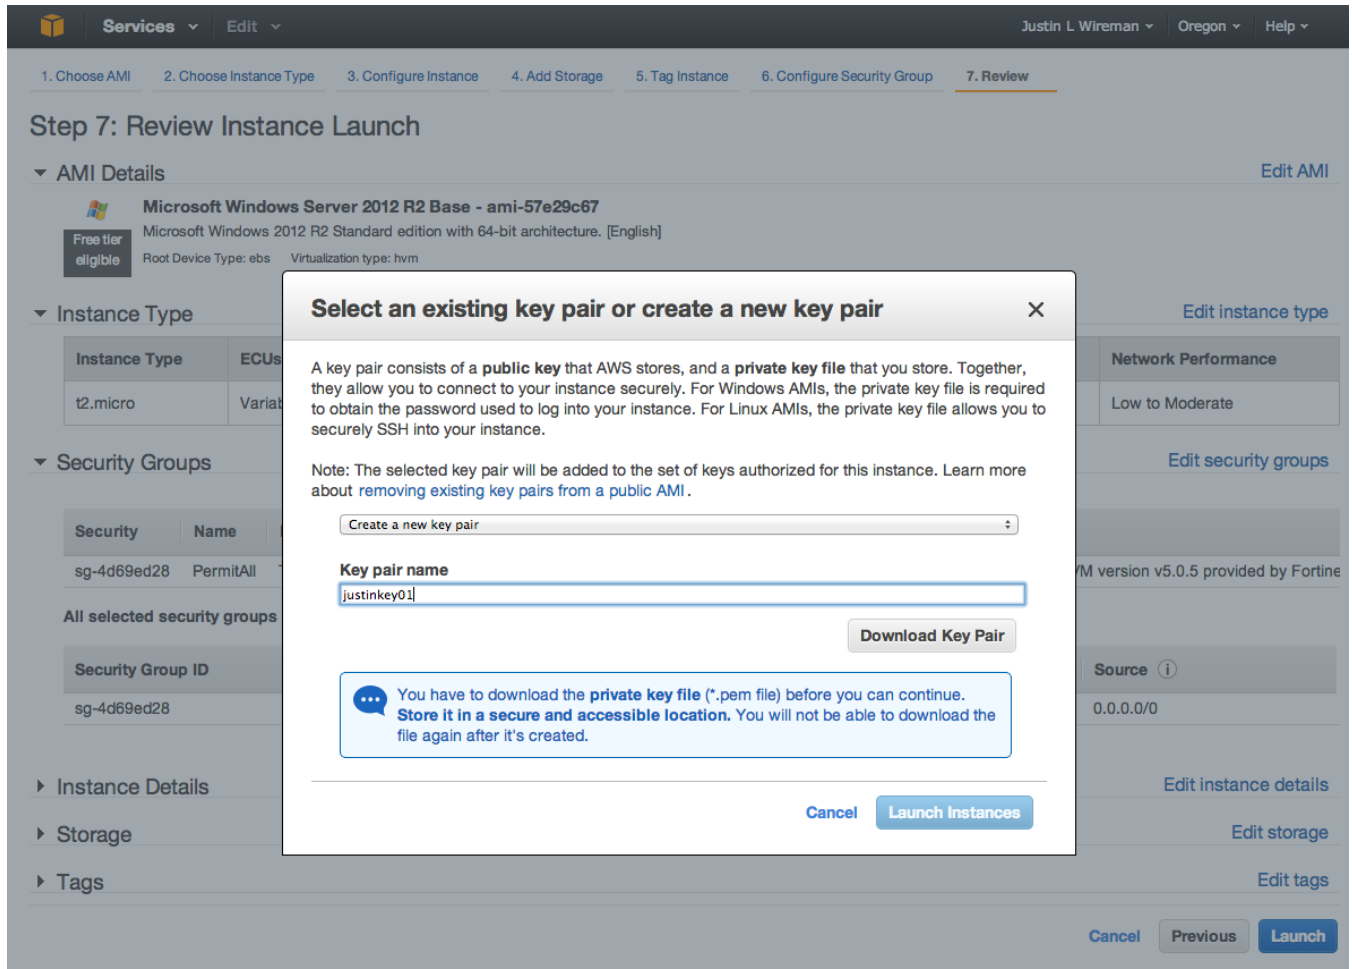 Services Edit Justin L Wireman Oregon Help
1. Choose AMI 2. Choose Instance Type 3. Configure Instance 4. Add Storage 5. Tag Instance 6. Configure Security Group 7. Review
Step 7: Review Instance Launch
AMI Details Edit AMI
Microsoft Windows Server 2012 R2 Base - ami-57e29c67
Free tier eligible
Microsoft Windows 2012 R2 Standard edition with 64-bit architecture. [English]
Root Device Type: ebs Virtualization type: hvm
Instance Type Edit instance type
Instance Type ECUs Network Performance
t2.micro Variab Low to Moderate
Security Groups Edit security groups
Security Name
sg-4d69ed28 PermitAll /M version v5.0.5 provided by Fortine
All selected security groups
Security Group ID Source i
sg-4d69ed28 0.0.0.0/0
Instance Details Edit instance details
Storage Edit storage
Tags Edit tags
Cancel Previous Launch
Select an existing key pair or create a new key pair
A key pair consists of a public key that AWS stores, and a private key file that you store. Together,
they allow you to connect to your instance securely. For Windows AMIs, the private key file is required
to obtain the password used to log into your instance. For Linux AMIs, the private key file allows you to
securely SSH into your instance.
Note: The selected key pair will be added to the set of keys authorized for this instance. Learn more
about removing existing key pairs from a public AMI .
Create a new key pair
Key pair name
justinkey01
Download Key Pair
You have to download the private key file (*.pem file) before you can continue.
Store it in a secure and accessible location. You will not be able to download the
file again after it's created.
Cancel Launch Instances